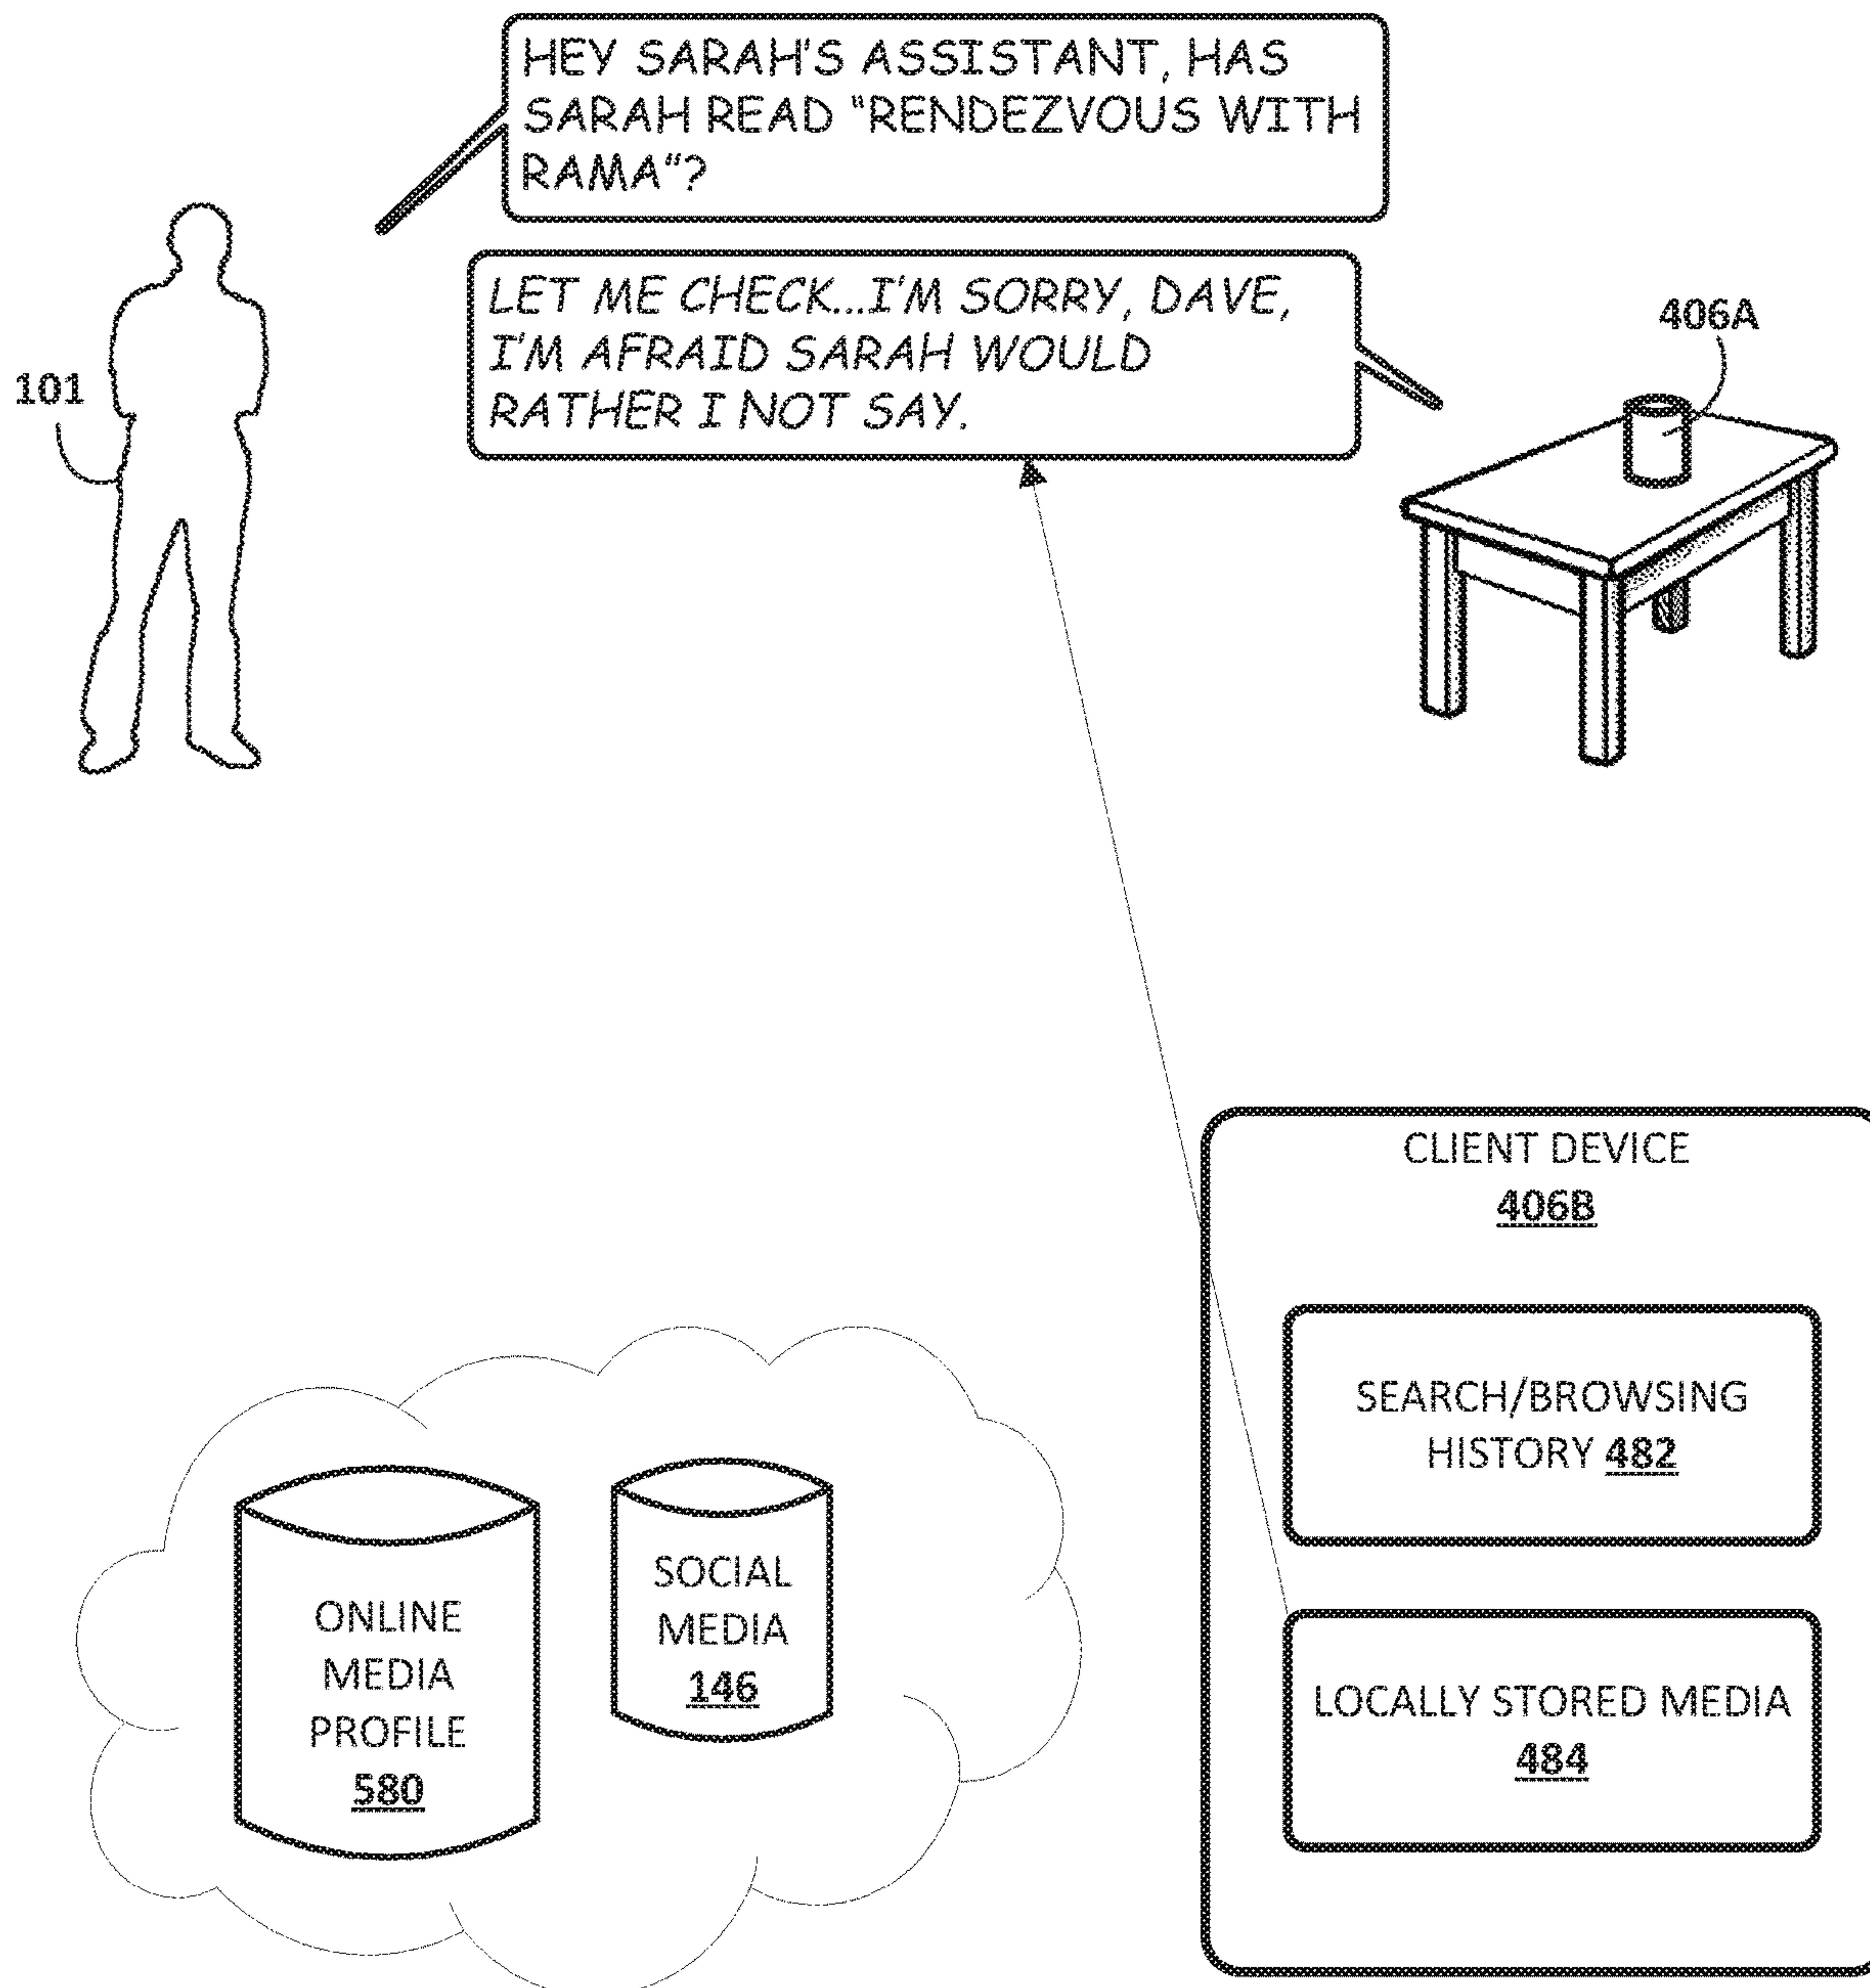 HEY SARAH'S ASSISTANT, HAS
SARAH READ "RENDEZVOUS WITH
RAMA"?
LET ME CHECK...I'M SORRY, DAVE,
I'M AFRAID SARAH WOULD
RATHER I NOT SAY.
406A
101
CLIENT DEVICE
406B
SEARCH/BROWSING
HISTORY 482
LOCALLY STORED MEDIA
484
ONLINE
MEDIA
PROFILE
580
SOCIAL
MEDIA
146